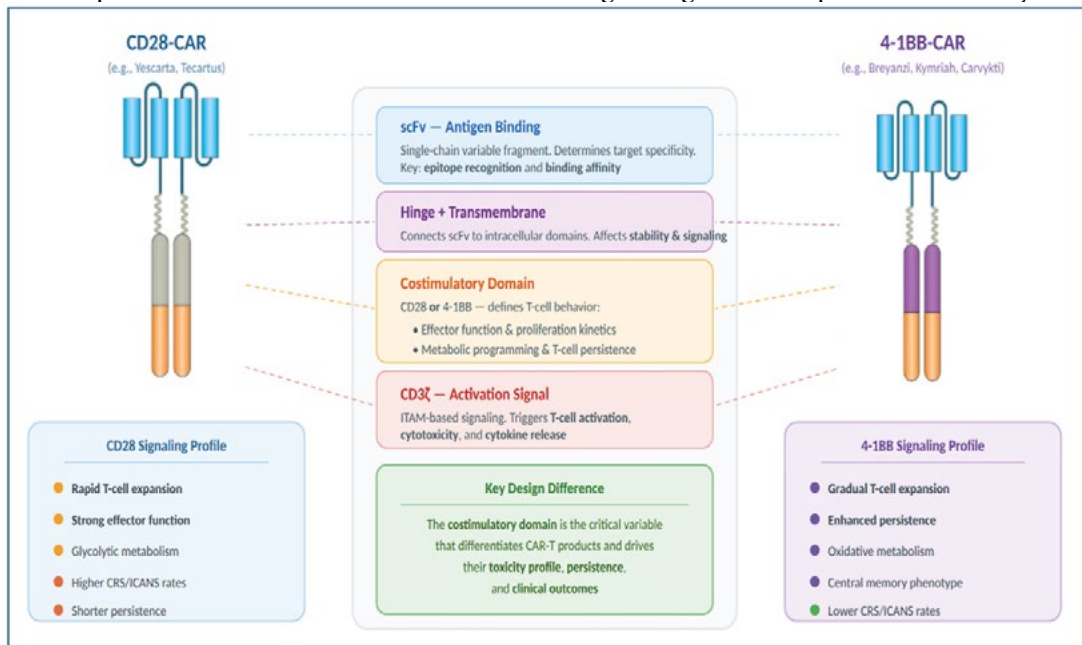 CD28-CAR
(e.g., Yescarta, Tecartus)
4-1BB-CAR
(e.g., Breyanzi, Kymriah, Carvykti)
scFv — Antigen Binding
Single-chain variable fragment. Determines target specificity.
Key: epitope recognition and binding affinity
Hinge + Transmembrane
Connects scFv to intracellular domains. Affects stability & signaling
Costimulatory Domain
CD28 or 4-1BB — defines T-cell behavior:
• Effector function & proliferation kinetics
• Metabolic programming & T-cell persistence
CD3ζ — Activation Signal
ITAM-based signaling. Triggers T-cell activation,
cytotoxicity, and cytokine release
CD28 Signaling Profile
Rapid T-cell expansion
Strong effector function
Glycolytic metabolism
Higher CRS/ICANS rates
Shorter persistence
Key Design Difference
The costimulatory domain is the critical variable
that differentiates CAR-T products and drives
their toxicity profile, persistence,
and clinical outcomes
4-1BB Signaling Profile
Gradual T-cell expansion
Enhanced persistence
Oxidative metabolism
Central memory phenotype
Lower CRS/ICANS rates